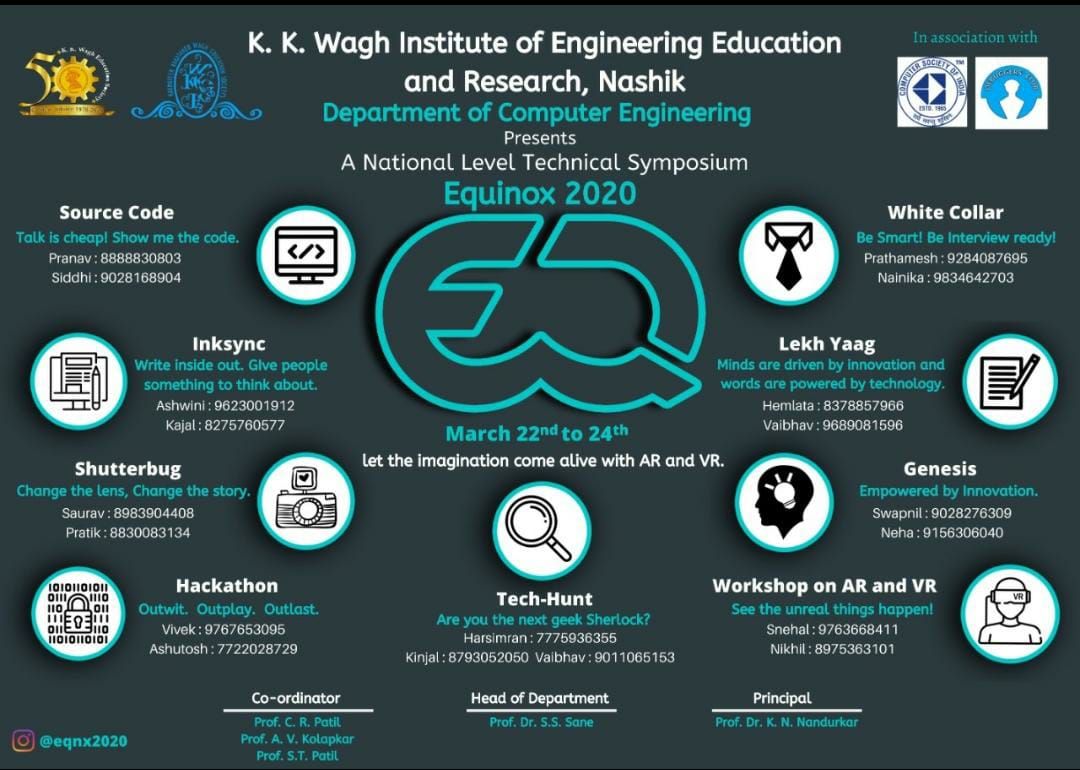 K. K. Wagh Institute of Engineering Education
and Research, Nashik
Department of Computer Engineering
Presents
A National Level Technical Symposium
Equinox 2020
In association with
COMPUTER SOCIETY OF INDIA
TM
ESTD. 1965
DEBUGGERS' CLUB
Source Code
Talk is cheap! Show me the code.
Pranav : 8888830803
Siddhi : 9028168904
White Collar
Be Smart! Be Interview ready!
Prathamesh : 9284087695
Nainika : 9834642703
EQ
Inksync
Write inside out. Give people
something to think about.
Ashwini : 9623001912
Kajal : 8275760577
Lekh Yaag
Minds are driven by innovation and
words are powered by technology.
Hemlata : 8378857966
Vaibhav : 9689081596
March 22nd to 24th
let the imagination come alive with AR and VR.
Shutterbug
Change the lens, Change the story.
Saurav : 8983904408
Pratik : 8830083134
Genesis
Empowered by Innovation.
Swapnil : 9028276309
Neha : 9156306040
Hackathon
Outwit. Outplay. Outlast.
Vivek : 9767653095
Ashutosh : 7722028729
Tech-Hunt
Are you the next geek Sherlock?
Harsimran : 7775936355
Kinjal : 8793052050 Vaibhav : 9011065153
Workshop on AR and VR
See the unreal things happen!
Snehal : 9763668411
Nikhil : 8975363101
VR
Co-ordinator
Prof. C. R. Patil
Prof. A. V. Kolapkar
Prof. S.T. Patil
Head of Department
Prof. Dr. S.S. Sane
Principal
Prof. Dr. K. N. Nandurkar
@eqnx2020